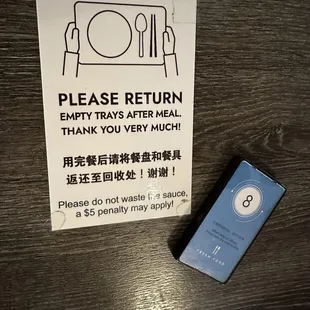 PLEASE RETURN
EMPTY TRAYS AFTER MEAL.
THANK YOU VERY MUCH!
用完餐后请将餐盘和餐具
返还至回收处！谢谢！
Please do not waste the sauce,
a $5 penalty may apply!
8